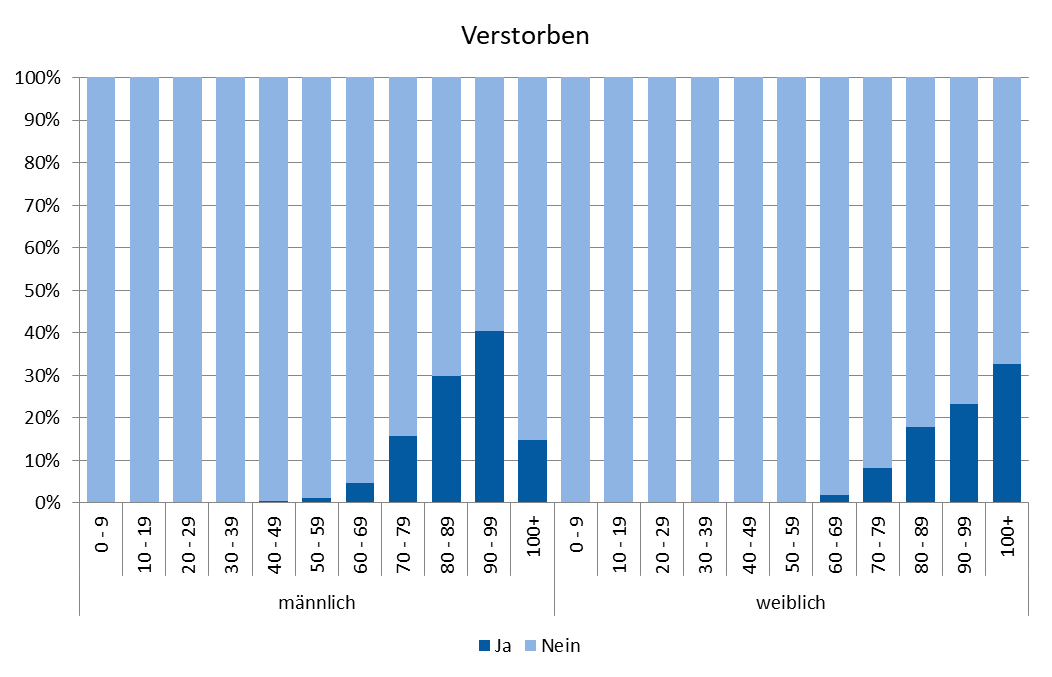 Verstorben
100%
90%
80%
70%
60%
50%
40%
30%
20%
10%
0%
0 - 9
10 - 19
20 - 29
30 - 39
40 - 49
50 - 59
60 - 69
70 - 79
80 - 89
90 - 99
100+
0 - 9
10 - 19
20 - 29
30 - 39
40 - 49
50 - 59
60 - 69
70 - 79
80 - 89
90 - 99
100+
männlich
weiblich
Ja
Nein